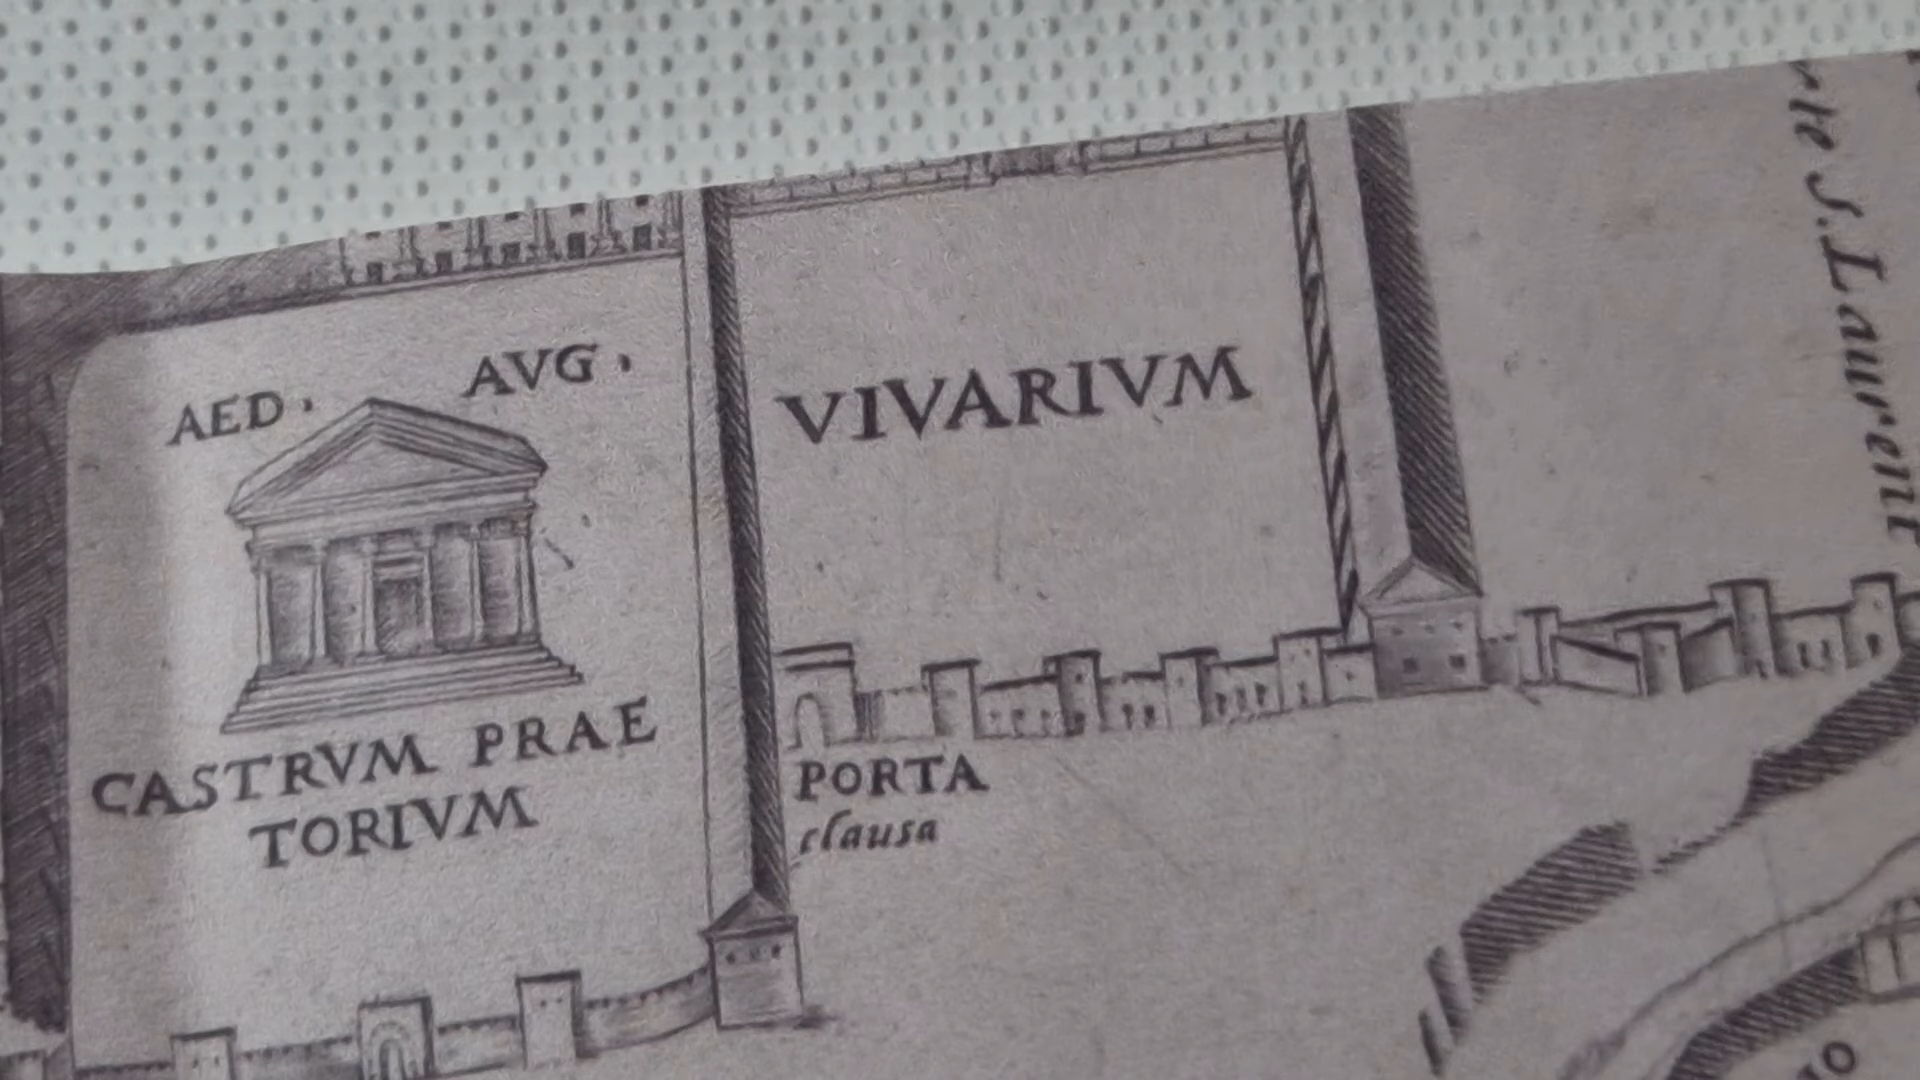 AED. AVG.
CASTRVM PRAE
TORIVM
VIVARIVM
PORTA
clausa
S. Laurent